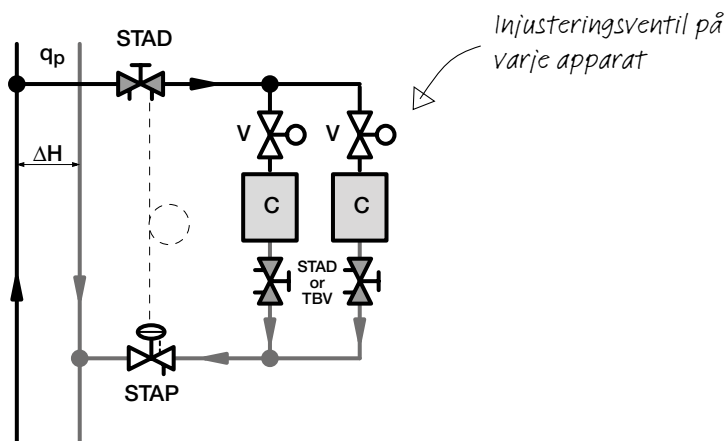 Injusteringsventil på
varje apparat
STAD
qp
ΔH
V
V
C
C
STAD
or
TBV
STAP